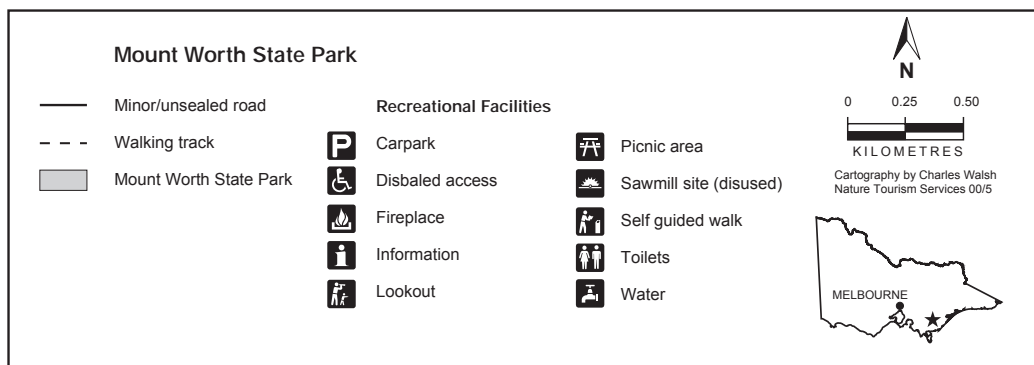 Mount Worth State Park
Minor/unsealed road
Walking track
Mount Worth State Park
Recreational Facilities
P Carpark
Disbaled access
Fireplace
i Information
Lookout
Picnic area
Sawmill site (disused)
Self guided walk
Toilets
Water
N
0 0.25 0.50
KILOMETRES
Cartography by Charles Walsh
Nature Tourism Services 00/5
MELBOURNE